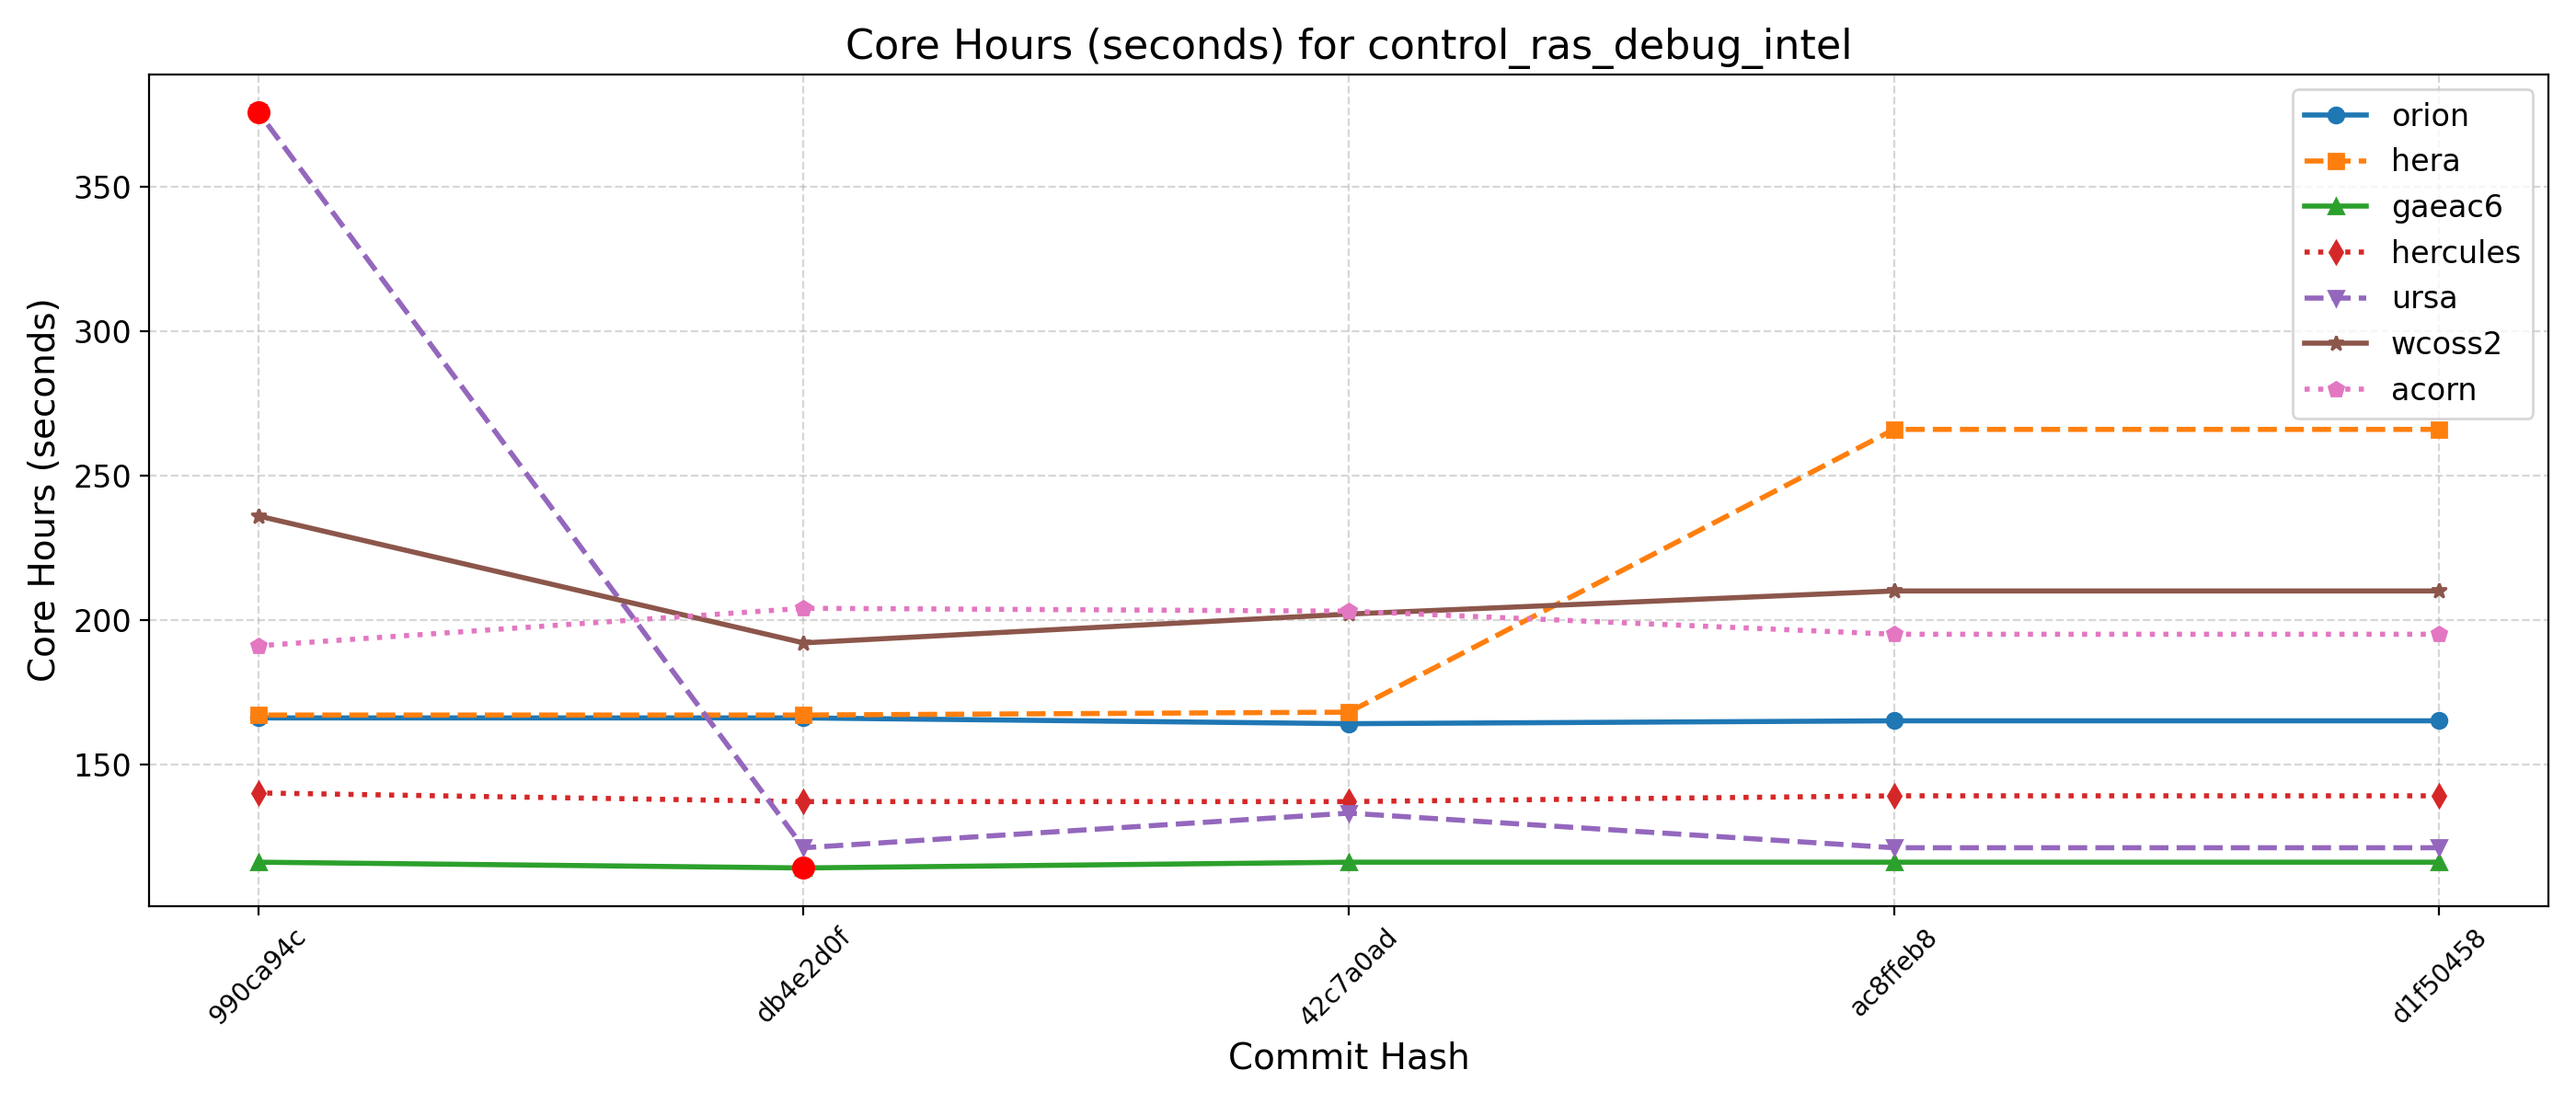 Core Hours (seconds) for control_ras_debug_intel
Core Hours (seconds)
350
300
250
200
150
orion
hera
gaeac6
hercules
ursa
wcoss2
acorn
990ca94c
db4e2d0f
42c7a0ad
ac8ffeb8
d1f50458
Commit Hash